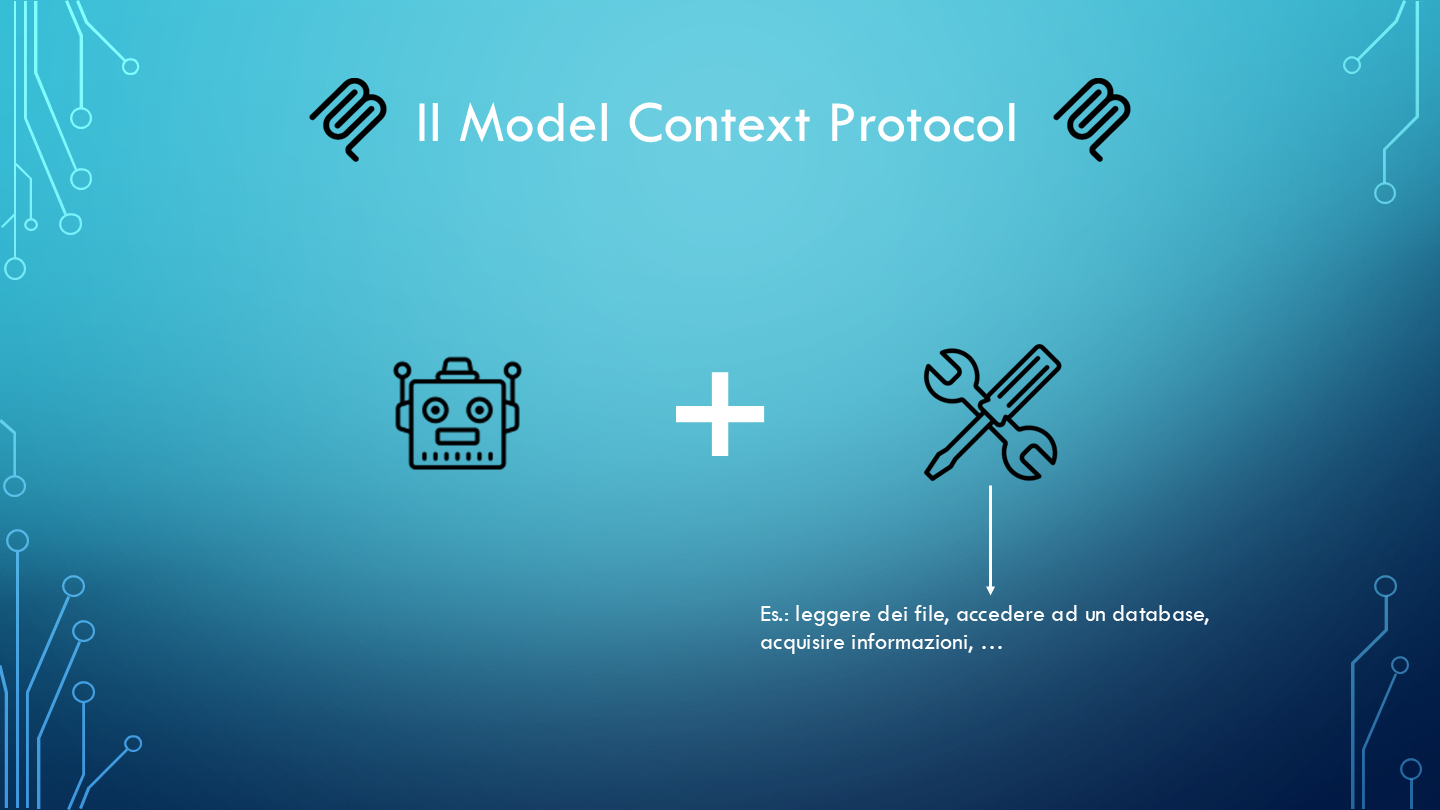 Il Model Context Protocol
Es.: leggere dei file, accedere ad un database,
acquisire informazioni, …